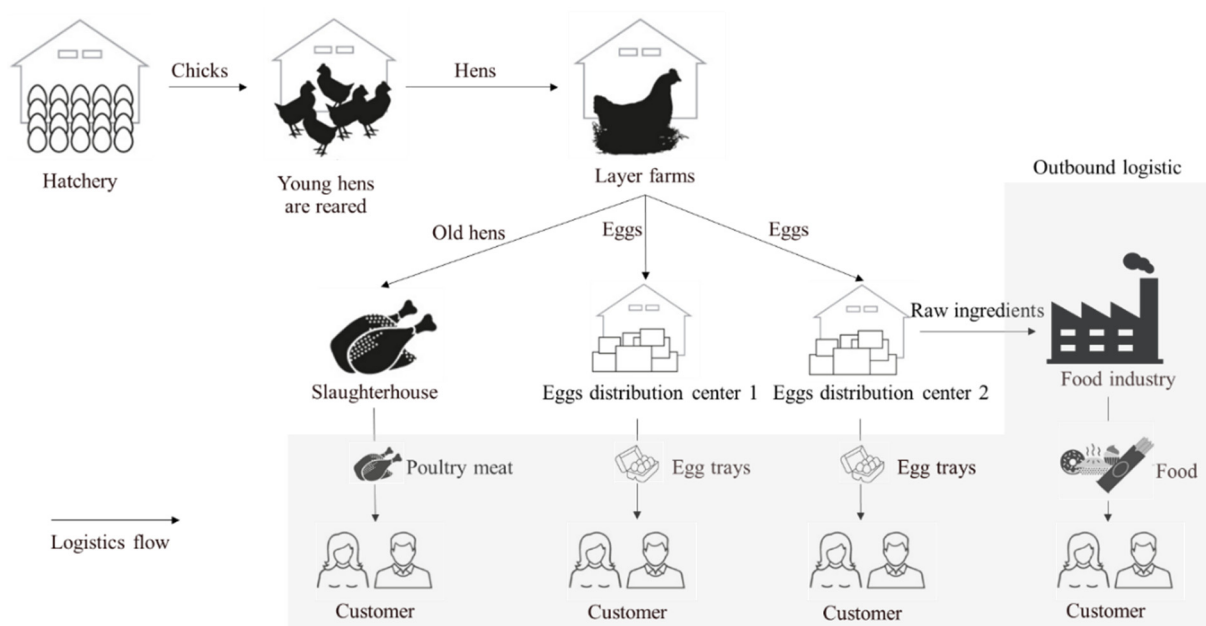 Chicks
Hens
Hatchery
Young hens
are reared
Layer farms
Outbound logistic
Old hens
Eggs
Eggs
Raw ingredients
Slaughterhouse
Eggs distribution center 1
Eggs distribution center 2
Food industry
Poultry meat
Egg trays
Egg trays
Food
Logistics flow
Customer
Customer
Customer
Customer